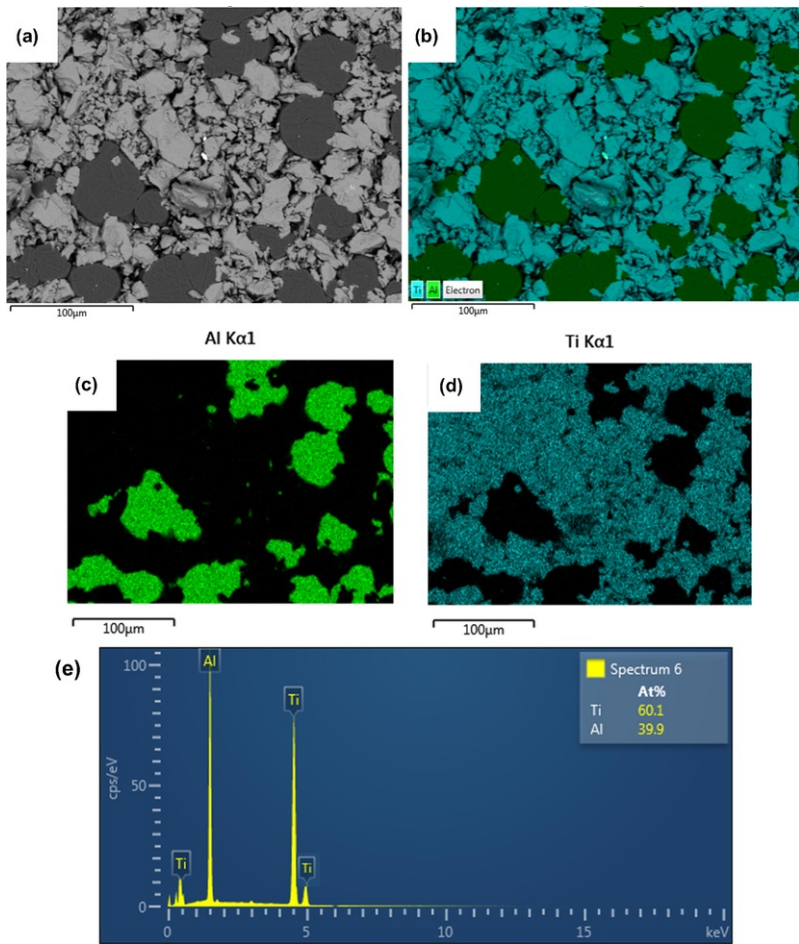 (a)
100μm
(b)
Ti Al Electron
100μm
Al Kα1
(c)
100μm
Ti Kα1
(d)
100μm
(e)
Spectrum 6
At%
Ti 60.1
Al 39.9
cps/eV
100
50
0
Ti
Al
Ti
Ti
0 5 10 15 keV